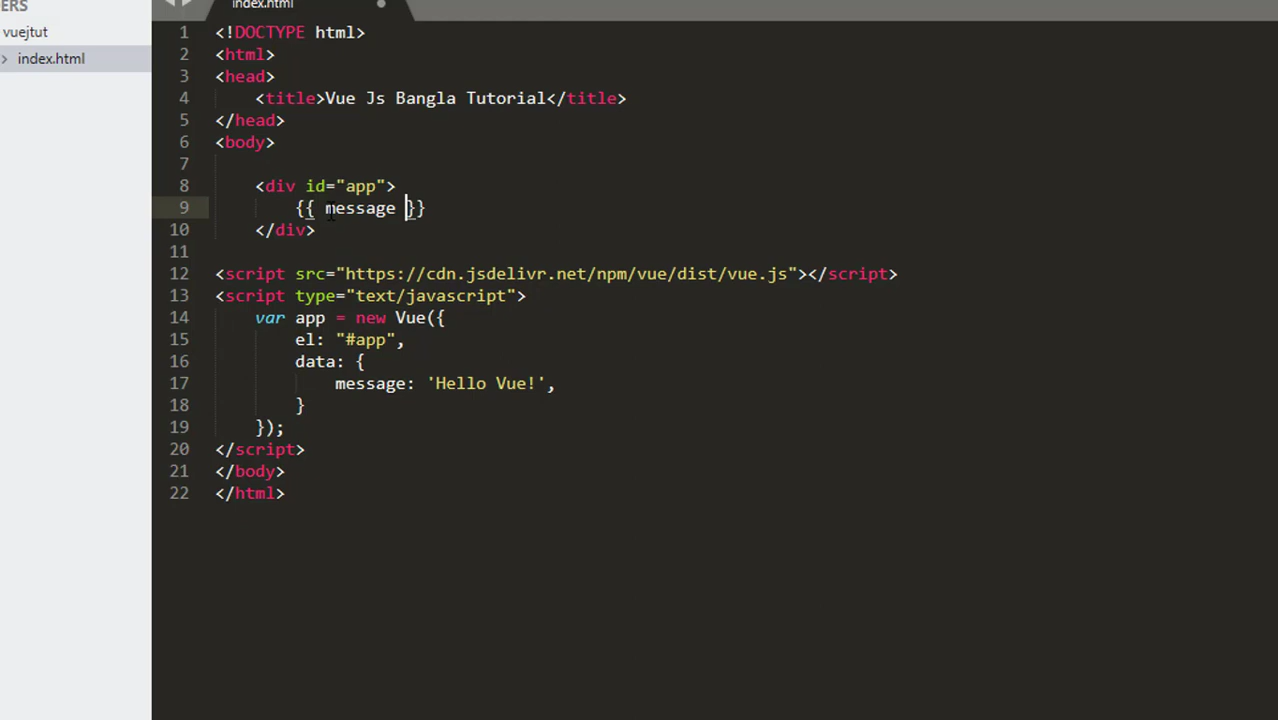 DERS
vuejtut
index.html
index.html
1 <!DOCTYPE html>
2 <html>
3 <head>
4 <title>Vue Js Bangla Tutorial</title>
5 </head>
6 <body>
7
8 <div id="app">
9 {{ message }}
10 </div>
11
12 <script src="https://cdn.jsdelivr.net/npm/vue/dist/vue.js"></script>
13 <script type="text/javascript">
14 var app = new Vue({
15 el: "#app",
16 data: {
17 message: 'Hello Vue!',
18 }
19 });
20 </script>
21 </body>
22 </html>